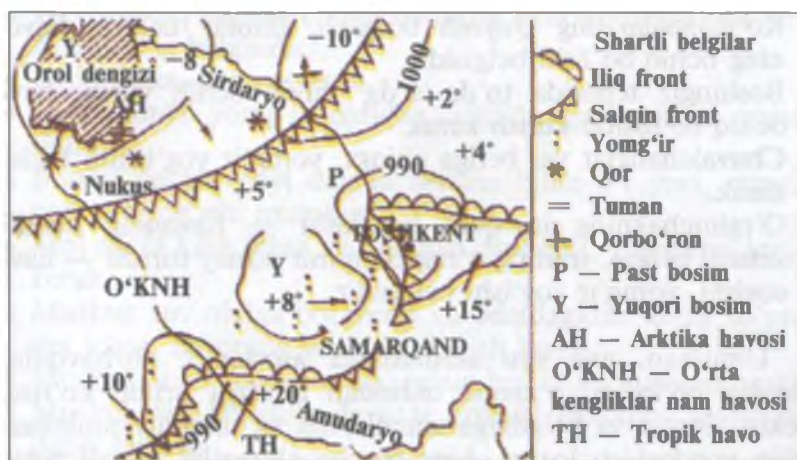 Y
Orol dengizi
AH
Nukus
-8
Sirdaryo
-10°
1000
+2°
+4°
990
P
+5°
TOSHKENT
O'KNH
Y
+8°
+15°
SAMARQAND
+10°
+20°
990
TH
Amudaryo
Shartli belgilar
Iliq front
Salqin front
Yomg'ir
Qor
= Tuman
Qorbo'ron
P — Past bosim
Y — Yuqori bosim
AH — Arktika havosi
O'KNH — O'rta
kengliklar nam havosi
TH — Tropik havo